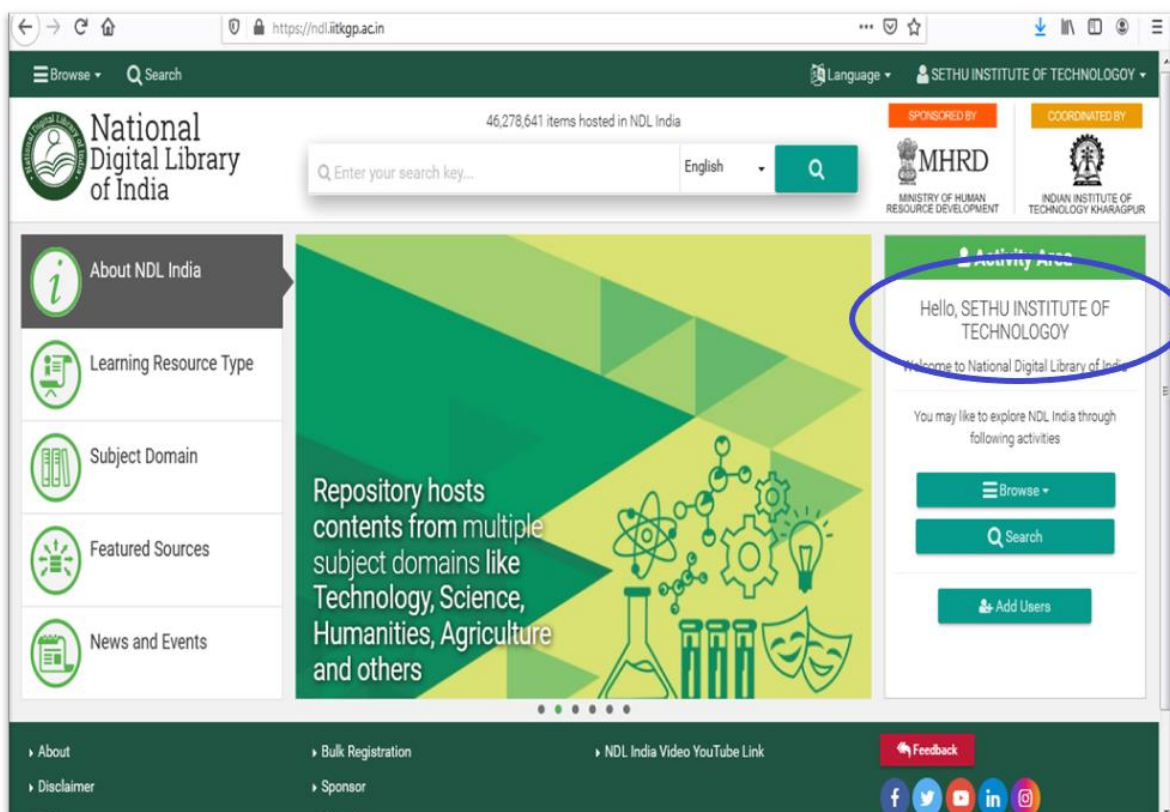 https://ndl.iitkgp.ac.in
Browse
Search
Language
SETHU INSTITUTE OF TECHNOLOGOY
National
Digital Library
of India
46,278,641 items hosted in NDL India
Enter your search key...
English
SPONSORED BY
MHRD
MINISTRY OF HUMAN
RESOURCE DEVELOPMENT
COORDINATED BY
INDIAN INSTITUTE OF
TECHNOLOGY KHARAGPUR
About NDL India
Learning Resource Type
Subject Domain
Featured Sources
News and Events
Repository hosts
contents from multiple
subject domains like
Technology, Science,
Humanities, Agriculture
and others
Activity Area
Hello, SETHU INSTITUTE OF
TECHNOLOGOY
Welcome to National Digital Library of India
You may like to explore NDL India through
following activities
Browse
Search
Add Users
About
Disclaimer
Bulk Registration
Sponsor
NDL India Video YouTube Link
Feedback